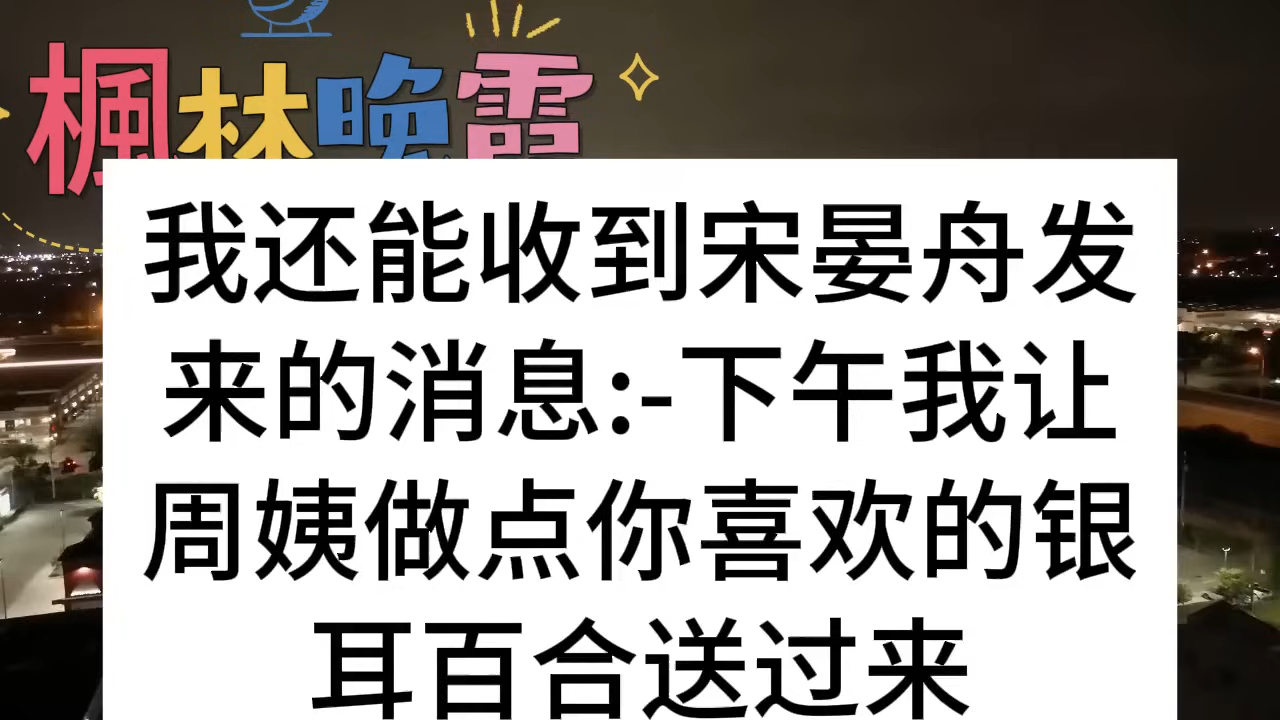 楓林晚霞
我还能收到宋晏舟发
来的消息:-下午我让
周姨做点你喜欢的银
耳百合送过来